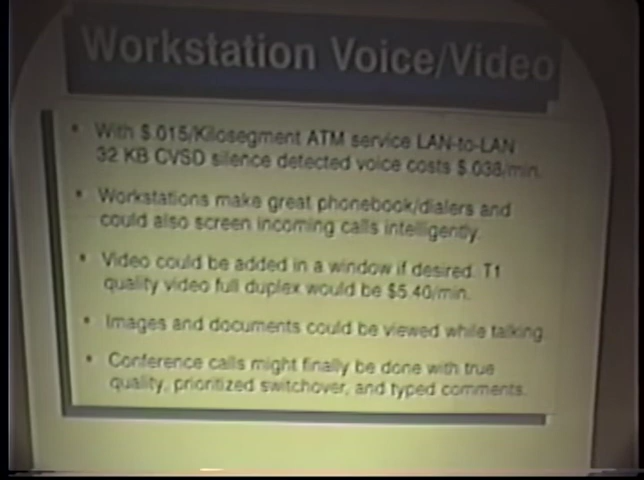 Workstation Voice/Video
• With $.015/Kilosegment ATM service LAN-to-LAN
32 KB CVSD silence detected voice costs $.038/min.
• Workstations make great phonebook/dialers and
could also screen incoming calls intelligently.
• Video could be added in a window if desired. T1
quality video full duplex would be $5.40/min.
• Images and documents could be viewed while talking.
• Conference calls might finally be done with true
quality, prioritized switchover, and typed comments.